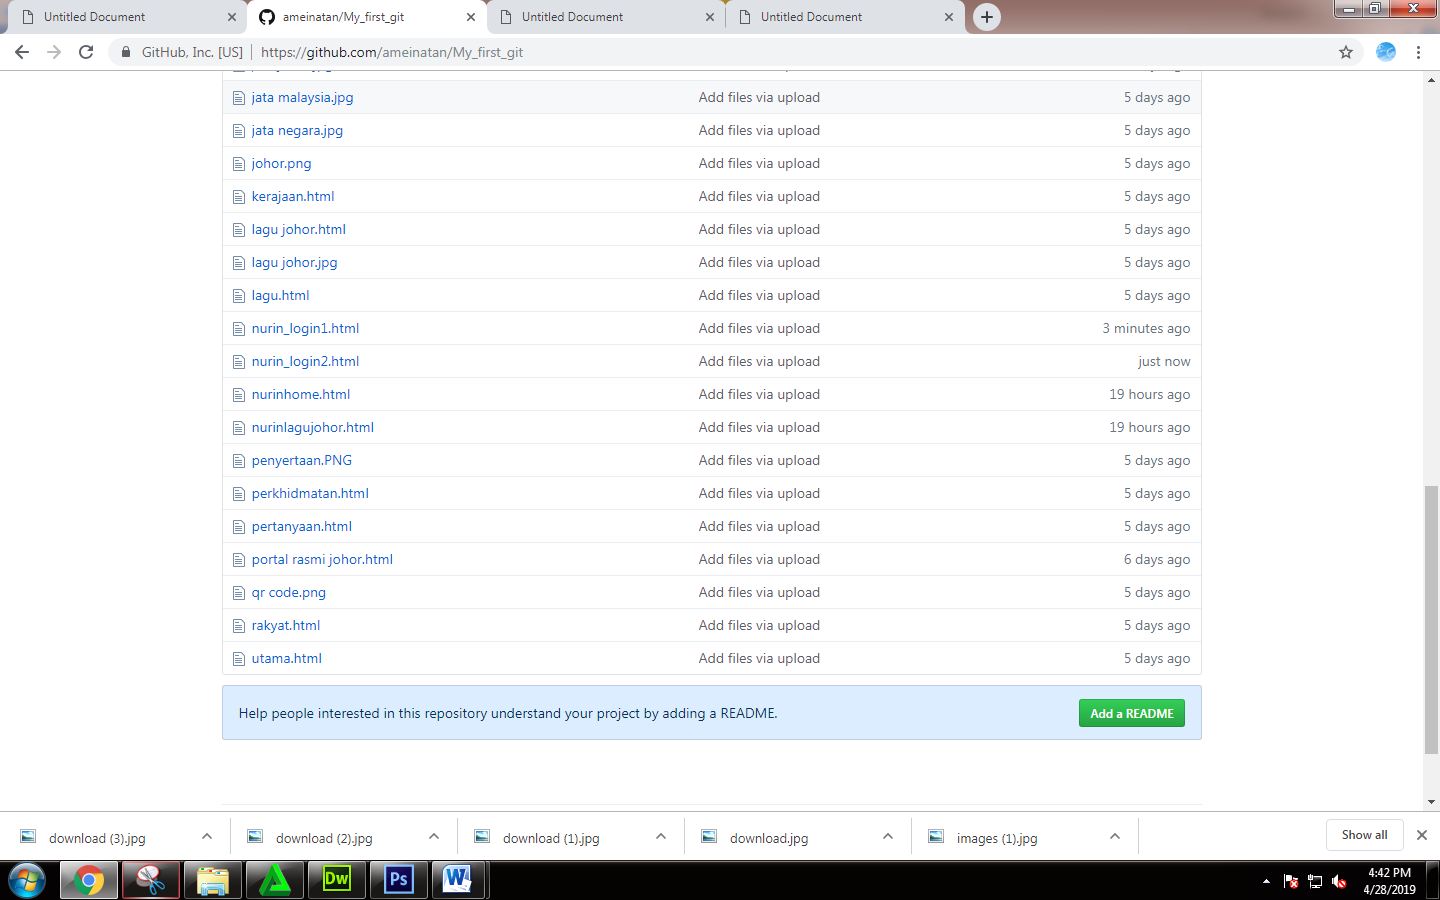 Untitled Document
ameinatan/My_first_git
Untitled Document
Untitled Document
GitHub, Inc. [US] | https://github.com/ameinatan/My_first_git
jata malaysia.jpg Add files via upload 5 days ago
jata negara.jpg Add files via upload 5 days ago
johor.png Add files via upload 5 days ago
kerajaan.html Add files via upload 5 days ago
lagu johor.html Add files via upload 5 days ago
lagu johor.jpg Add files via upload 5 days ago
lagu.html Add files via upload 5 days ago
nurin_login1.html Add files via upload 3 minutes ago
nurin_login2.html Add files via upload just now
nurinhome.html Add files via upload 19 hours ago
nurinlagujohor.html Add files via upload 19 hours ago
penyertaan.PNG Add files via upload 5 days ago
perkhidmatan.html Add files via upload 5 days ago
pertanyaan.html Add files via upload 5 days ago
portal rasmi johor.html Add files via upload 6 days ago
qr code.png Add files via upload 5 days ago
rakyat.html Add files via upload 5 days ago
utama.html Add files via upload 5 days ago
Help people interested in this repository understand your project by adding a README. Add a README
download (3).jpg
download (2).jpg
download (1).jpg
download.jpg
images (1).jpg
Show all
Dw
Ps
W
4:42 PM
4/28/2019